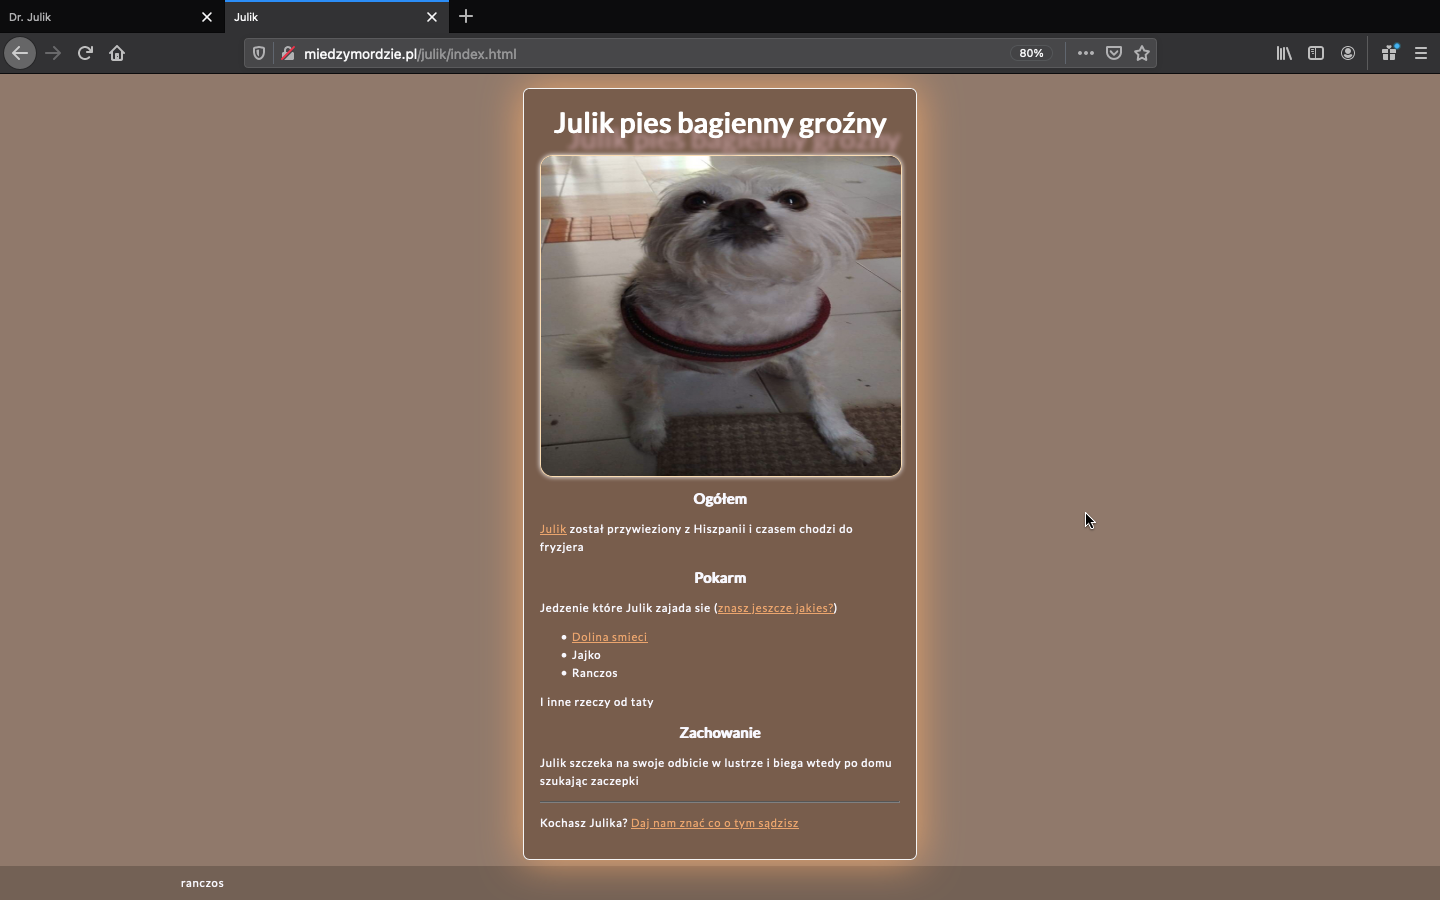 Dr. Julik
Julik
miedzymordzie.pl/julik/index.html
80%
Julik pies bagienny groźny
Ogółem
Julik został przywieziony z Hiszpanii i czasem chodzi do
fryzjera
Pokarm
Jedzenie które Julik zajada sie (znasz jeszcze jakies?)
Dolina smieci
Jajko
Ranczos
I inne rzeczy od taty
Zachowanie
Julik szczeka na swoje odbicie w lustrze i biega wtedy po domu
szukając zaczepki
Kochasz Julika? Daj nam znać co o tym sądzisz
ranczos